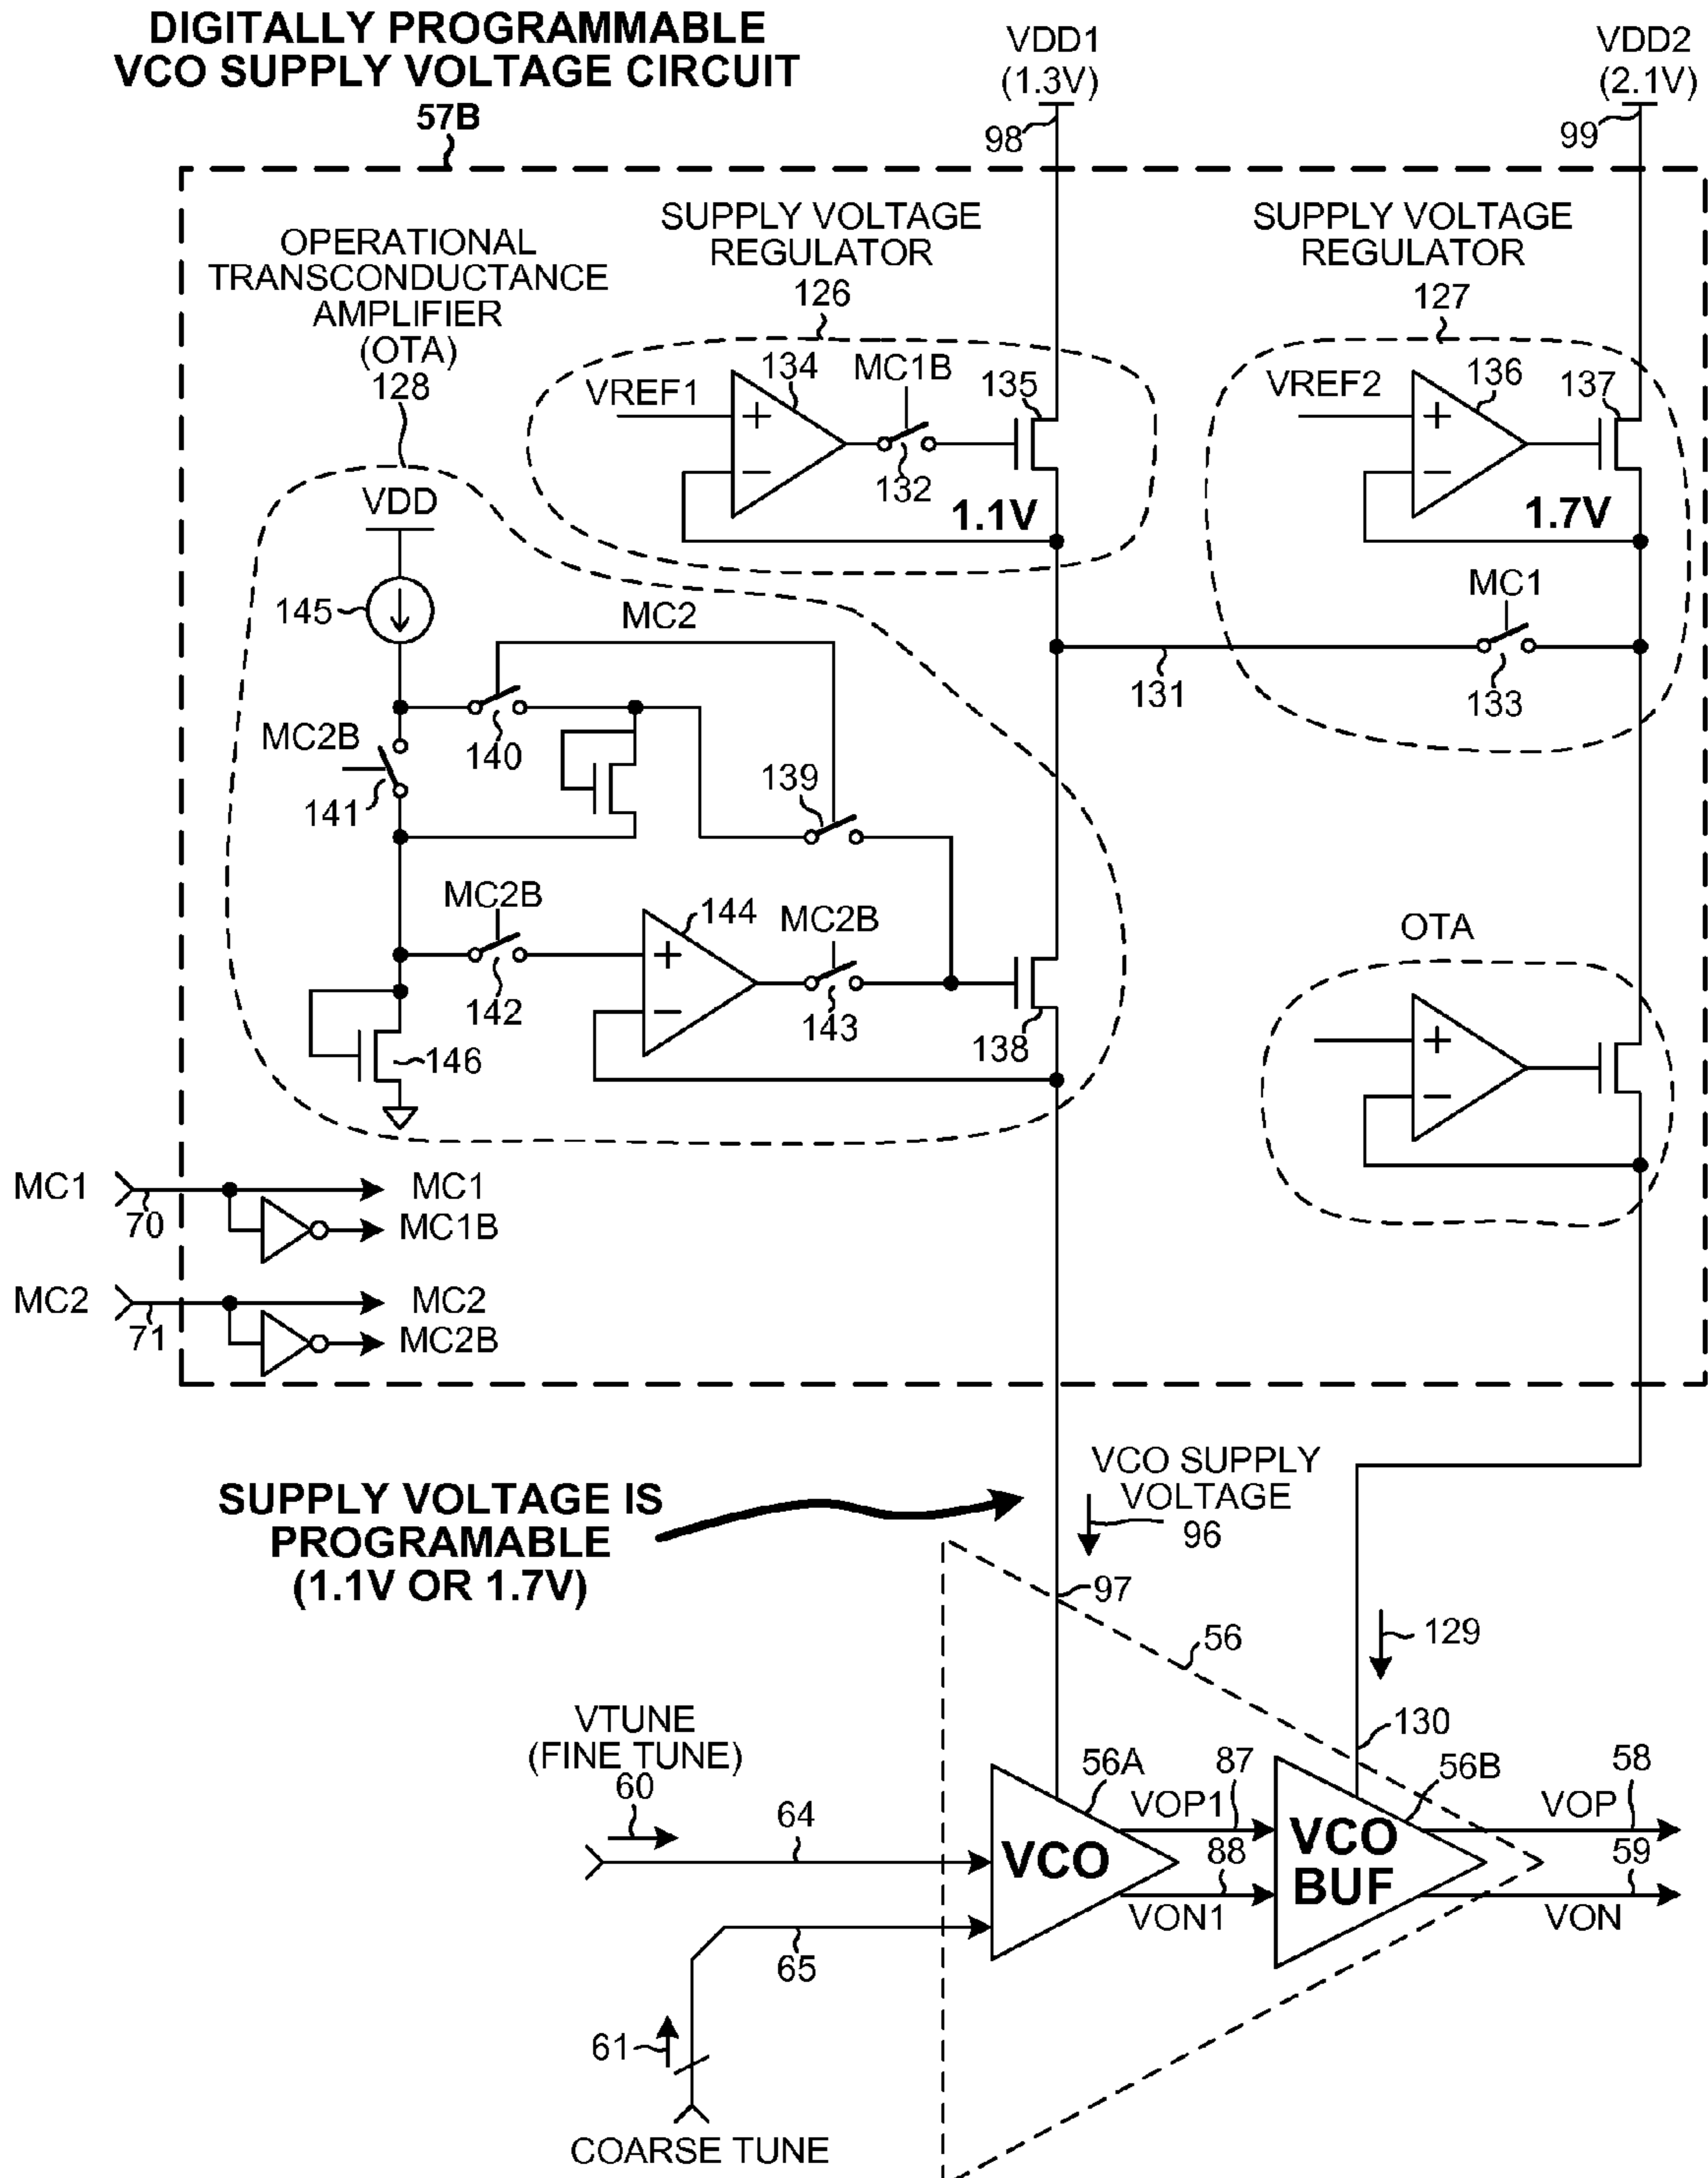 DIGITALLY PROGRAMMABLE
VCO SUPPLY VOLTAGE CIRCUIT
57B
VDD1
(1.3V)
98
VDD2
(2.1V)
99
OPERATIONAL
TRANSCONDUCTANCE
AMPLIFIER
(OTA)
128
SUPPLY VOLTAGE
REGULATOR
126
SUPPLY VOLTAGE
REGULATOR
127
VREF1
134
MC1B
135
+
−
132
1.1V
VREF2
136
137
+
−
1.7V
VDD
145
MC2
MC1
131
133
MC2B
141
140
139
MC2B
142
144
+
−
MC2B
143
138
146
OTA
+
−
MC1
70
MC1
MC1B
MC2
71
MC2
MC2B
SUPPLY VOLTAGE IS
PROGRAMABLE
(1.1V OR 1.7V)
VCO SUPPLY
VOLTAGE
96
97
56
129
130
VTUNE
(FINE TUNE)
60
64
56A
VCO
VOP1
87
88
VON1
56B
VCO
BUF
VOP
58
59
VON
65
61
COARSE TUNE